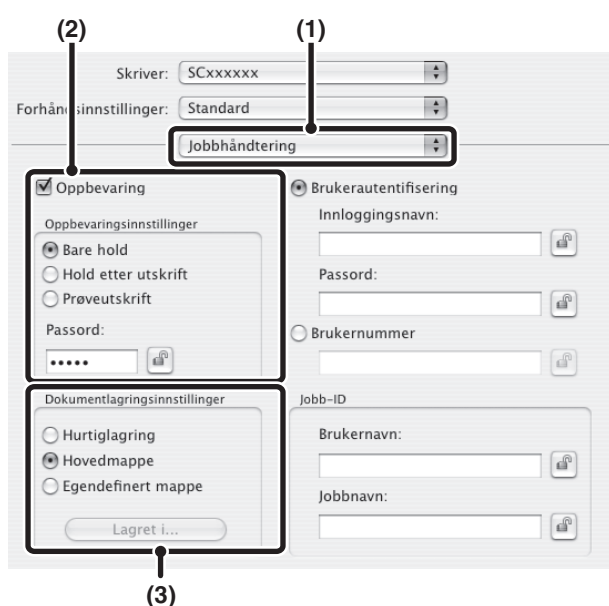 (2)
(1)
Skriver: SCxxxxxx
Forhåndsinnstillinger: Standard
Jobbhåndtering
Oppbevaring
Oppbevaringsinnstillinger
Bare hold
Hold etter utskrift
Prøveutskrift
Passord:
•••••
Brukerautentifisering
Innloggingsnavn:
Passord:
Brukernummer
Dokumentlagringsinnstillinger
Hurtiglagring
Hovedmappe
Egendefinert mappe
Lagret i...
Jobb-ID
Brukernavn:
Jobbnavn:
(3)